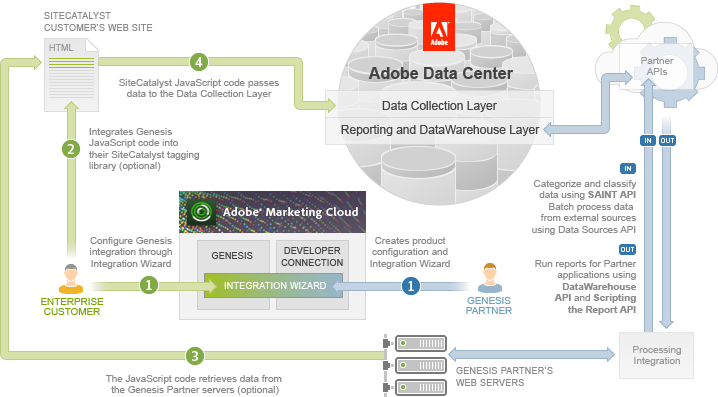 SITECATALYST
CUSTOMER'S WEB SITE
HTML
4
SiteCatalyst JavaScript code passes
data to the Data Collection Layer
Adobe
Adobe Data Center
Data Collection Layer
Reporting and DataWarehouse Layer
Partner
APIs
IN
OUT
2
Integrates Genesis
JavaScript code into
their SiteCatalyst tagging
library (optional)
IN
Categorize and classify
data using SAINT API
Batch process data
from external sources
using Data Sources API
OUT
Run reports for Partner
applications using
DataWarehouse
API and Scripting
the Report API
Adobe® Marketing Cloud
Configure Genesis
integration through
Integration Wizard
GENESIS
DEVELOPER
CONNECTION
INTEGRATION WIZARD
Creates product
configuration and
Integration Wizard
1
1
ENTERPRISE
CUSTOMER
GENESIS
PARTNER
3
The JavaScript code retrieves data from
the Genesis Partner servers (optional)
GENESIS PARTNER'S
WEB SERVERS
Processing
Integration